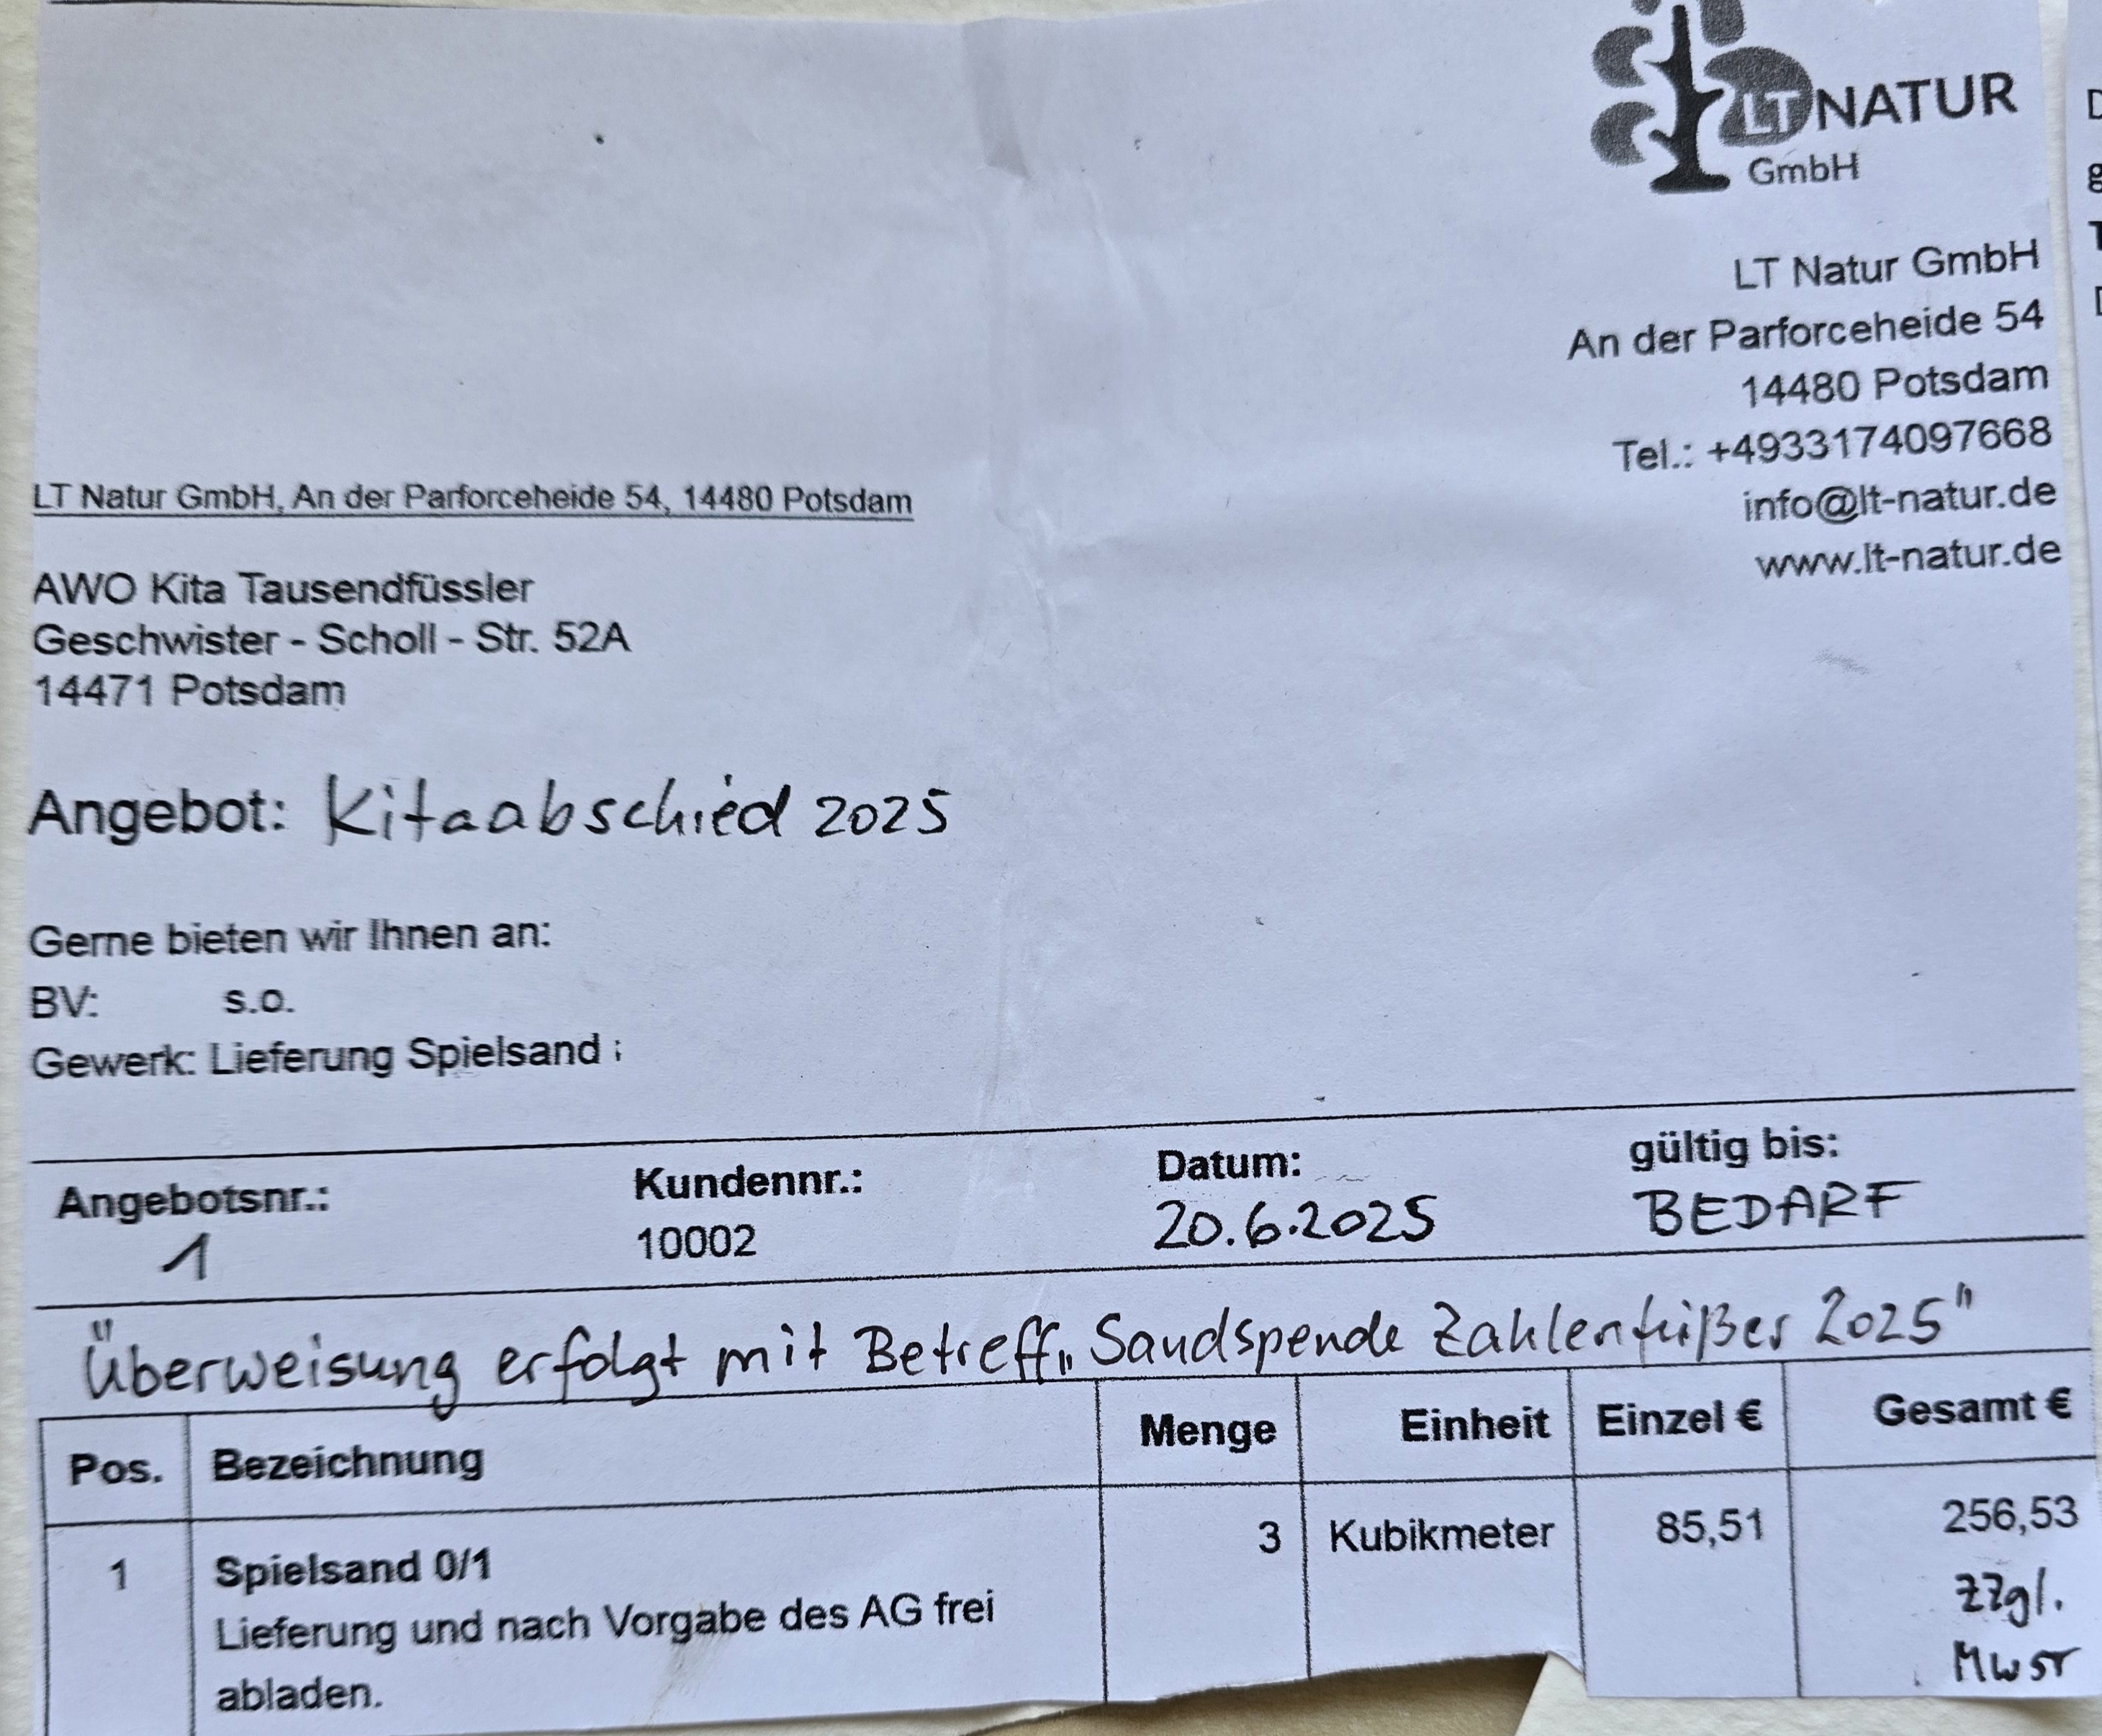 LT NATUR
GmbH
LT Natur GmbH
An der Parforceheide 54
14480 Potsdam
Tel.: +4933174097668
info@lt-natur.de
www.lt-natur.de
LT Natur GmbH, An der Parforceheide 54, 14480 Potsdam
AWO Kita Tausendfüssler
Geschwister - Scholl - Str. 52A
14471 Potsdam
Angebot: Kitaabschied 2025
Gerne bieten wir Ihnen an:
BV: s.o.
Gewerk: Lieferung Spielsand
Angebotsnr.: Kundennr.: Datum: gültig bis:
1 10002 20.6.2025 BEDARF
Überweisung erfolgt mit Betreff „Sandspende Zahlenfüßer 2025"
Pos. Bezeichnung Menge Einheit Einzel € Gesamt €
1 Spielsand 0/1 3 Kubikmeter 85,51 256,53
Lieferung und nach Vorgabe des AG frei zzgl.
abladen. MwSt